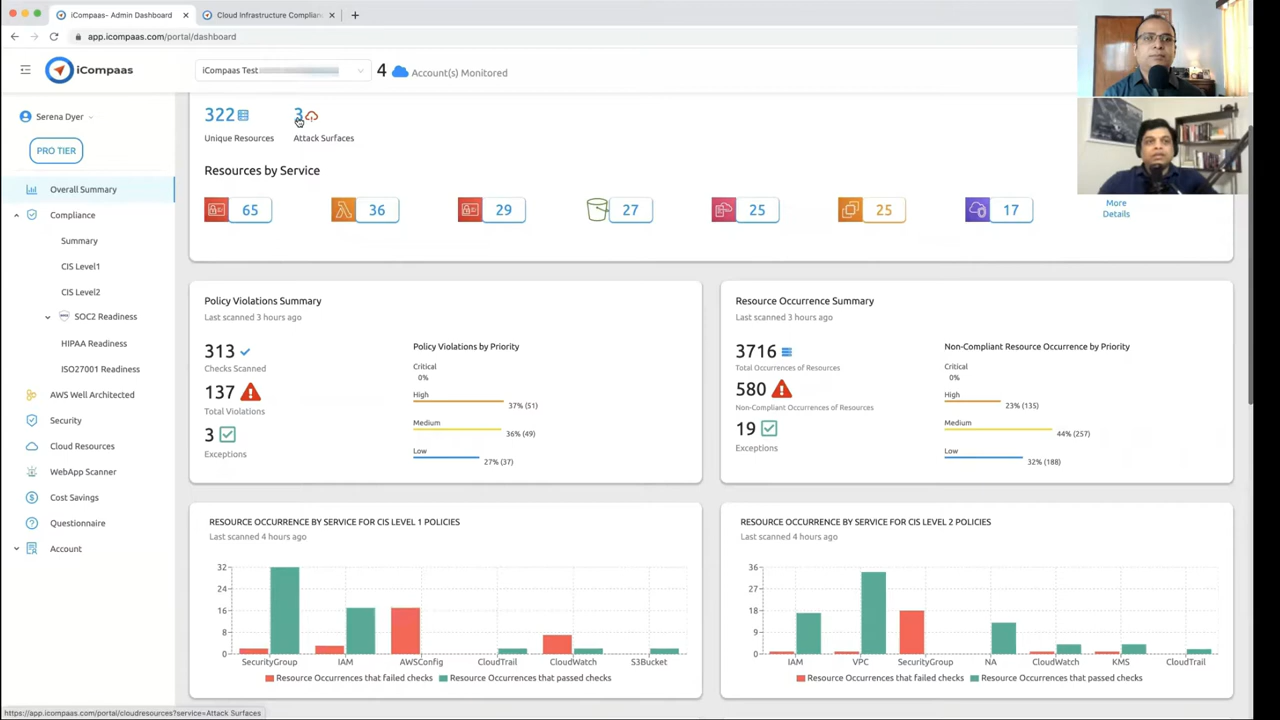 iCompaas- Admin Dashboard
Cloud Infrastructure Complian
app.icompaas.com/portal/dashboard
iCompaas
iCompaas Test
4 Account(s) Monitored
Serena Dyer
PRO TIER
Overall Summary
Compliance
Summary
CIS Level1
CIS Level2
SOC2 Readiness
HIPAA Readiness
ISO27001 Readiness
AWS Well Architected
Security
Cloud Resources
WebApp Scanner
Cost Savings
Questionnaire
Account
322 3
Unique Resources Attack Surfaces
Resources by Service
65 36 29 27 25 25 17 More
Details
Policy Violations Summary
Last scanned 3 hours ago
313
Checks Scanned
137
Total Violations
3
Exceptions
Policy Violations by Priority
Critical
0%
High
37% (51)
Medium
36% (49)
Low
27% (37)
Resource Occurrence Summary
Last scanned 3 hours ago
3716
Total Occurrences of Resources
580
Non-Compliant Occurrences of Resources
19
Exceptions
Non-Compliant Resource Occurrence by Priority
Critical
0%
High
23% (135)
Medium
44% (257)
Low
32% (188)
RESOURCE OCCURRENCE BY SERVICE FOR CIS LEVEL 1 POLICIES
Last scanned 4 hours ago
32
24
16
8
0
SecurityGroup IAM AWSConfig CloudTrail CloudWatch S3Bucket
Resource Occurrences that failed checks Resource Occurrences that passed checks
RESOURCE OCCURRENCE BY SERVICE FOR CIS LEVEL 2 POLICIES
Last scanned 4 hours ago
36
27
18
9
0
IAM VPC SecurityGroup NA CloudWatch KMS CloudTrail
Resource Occurrences that failed checks Resource Occurrences that passed checks
https://app.icompaas.com/portal/cloudresources?service=Attack Surfaces